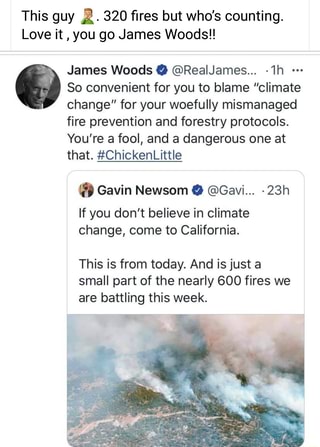 This guy 🤦. 320 fires but who's counting.
Love it , you go James Woods!!
James Woods @RealJames... · 1h ...
So convenient for you to blame “climate
change” for your woefully mismanaged
fire prevention and forestry protocols.
You're a fool, and a dangerous one at
that. #ChickenLittle
Gavin Newsom @Gavi... · 23h
If you don't believe in climate
change, come to California.
This is from today. And is just a
small part of the nearly 600 fires we
are battling this week.